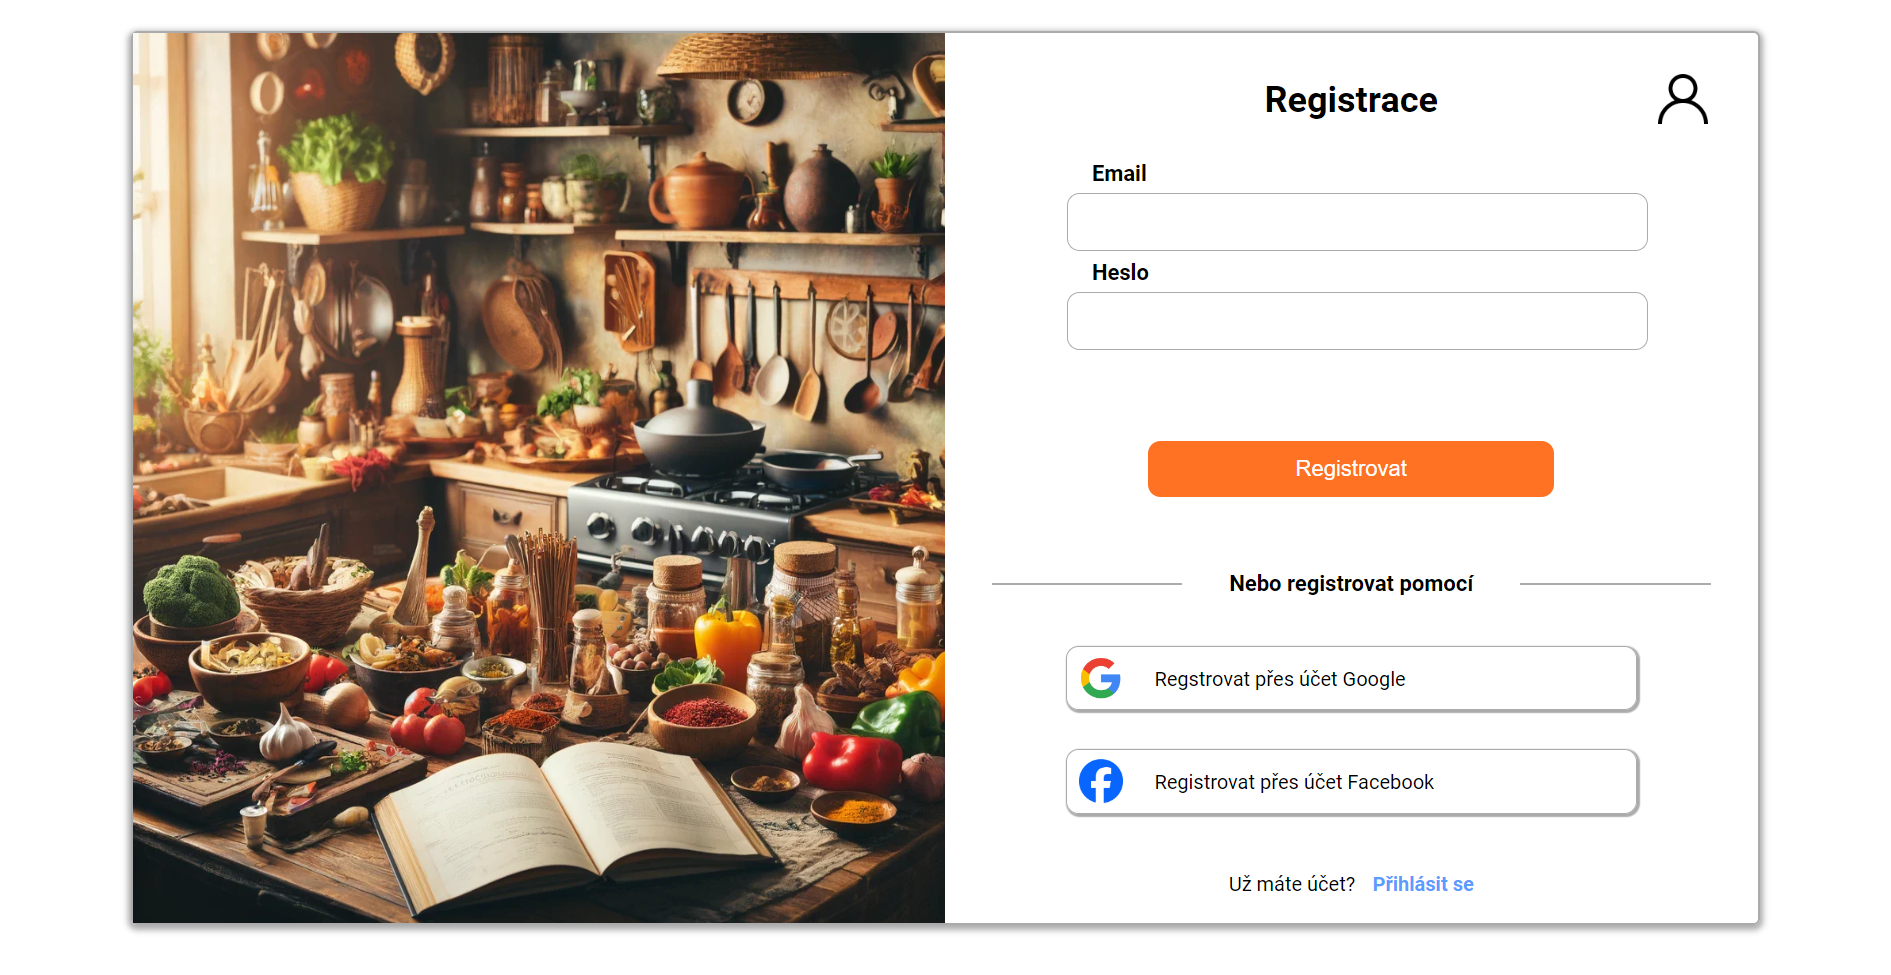 Registrace
Email
Heslo
Registrovat
Nebo registrovat pomocí
Regstrovat přes účet Google
Registrovat přes účet Facebook
Už máte účet? Přihlásit se